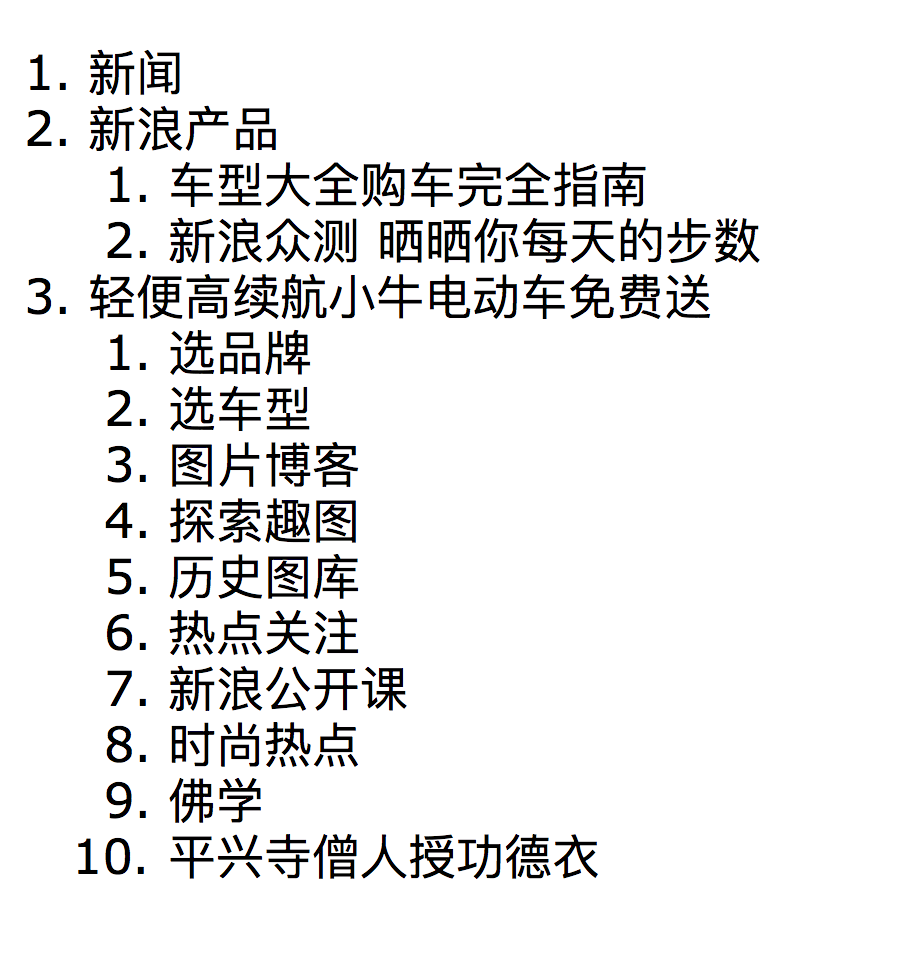 1. 新闻
2. 新浪产品
1. 车型大全购车完全指南
2. 新浪众测 晒晒你每天的步数
3. 轻便高续航小牛电动车免费送
1. 选品牌
2. 选车型
3. 图片博客
4. 探索趣图
5. 历史图库
6. 热点关注
7. 新浪公开课
8. 时尚热点
9. 佛学
10. 平兴寺僧人授功德衣